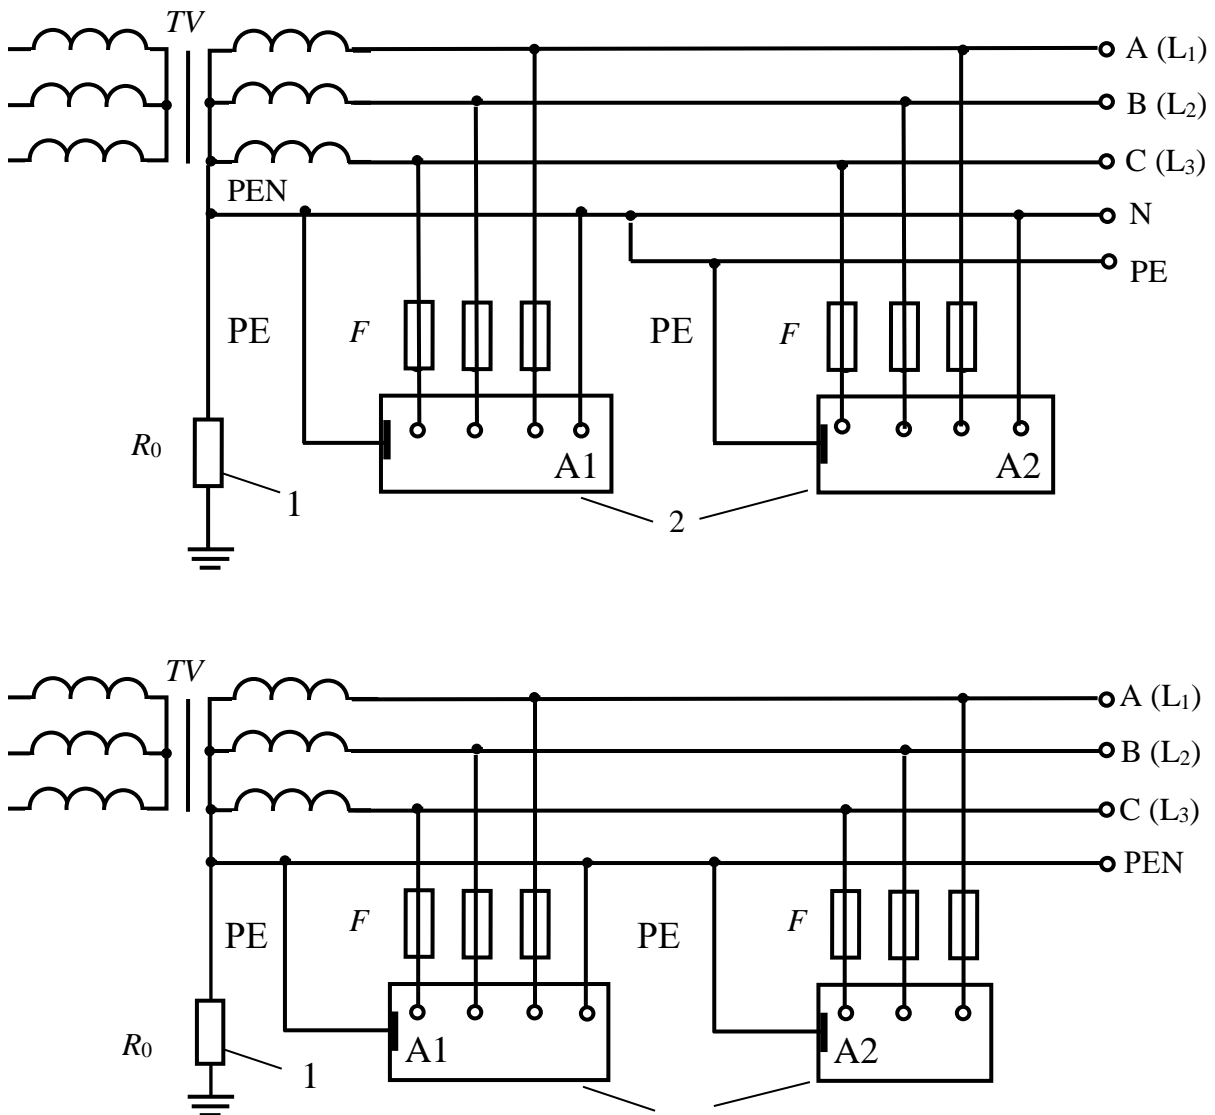 TV
A (L1)
B (L2)
C (L3)
PEN
N
PE
PE
F
PE
F
R0
A1
A2
1
2
TV
A (L1)
B (L2)
C (L3)
PEN
PE
F
PE
F
R0
A1
A2
1